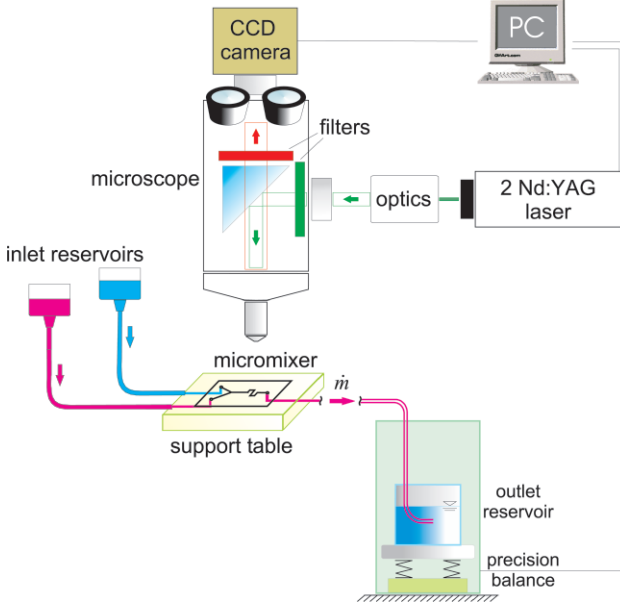 CCD
camera
PC
filters
microscope
optics
2 Nd:YAG
laser
inlet reservoirs
micromixer
ṁ
support table
outlet
reservoir
precision
balance